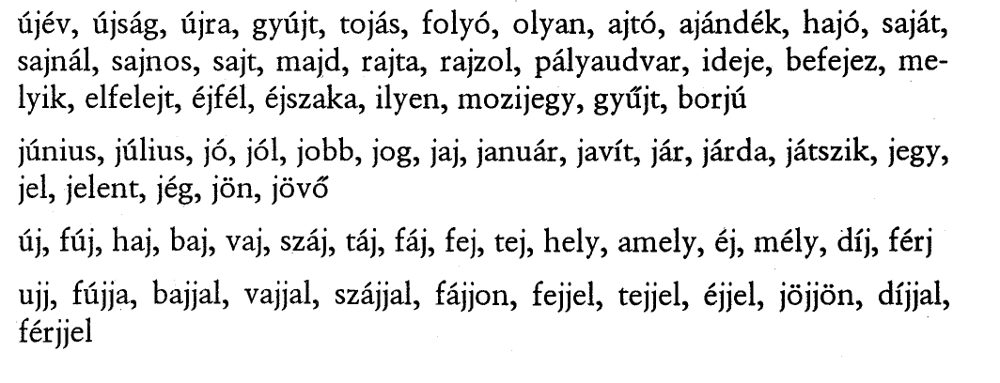 újév, újság, újra, gyújt, tojás, folyó, olyan, ajtó, ajándék, hajó, saját,
sajnál, sajnos, sajt, majd, rajta, rajzol, pályaudvar, ideje, befejez, me-
lyik, elfelejt, éjfél, éjszaka, ilyen, mozijegy, gyűjt, borjú
június, július, jó, jól, jobb, jog, jaj, január, javít, jár, járda, játszik, jegy,
jel, jelent, jég, jön, jövő
új, fúj, haj, baj, vaj, száj, táj, fáj, fej, tej, hely, amely, éj, mély, díj, férj
ujj, fújja, bajjal, vajjal, szájjal, fájjon, fejjel, tejjel, éjjel, jöjjön, díjjal,
férjjel